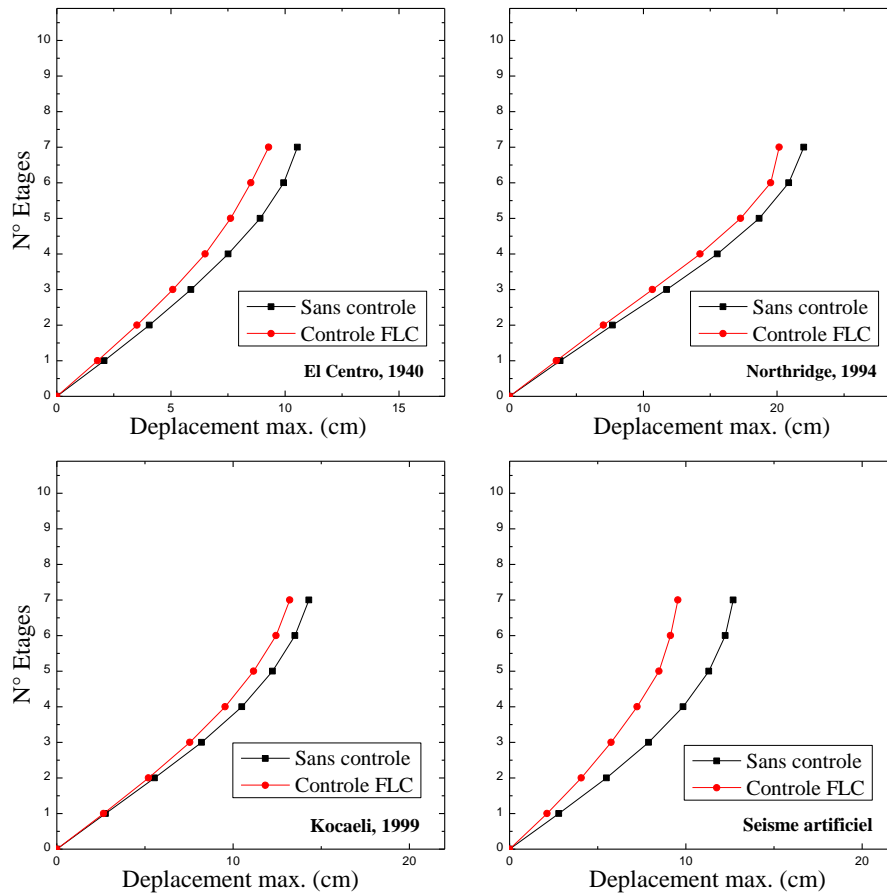 10
9
8
7
6
5
4
3
2
1
0
N° Etages
Sans controle
Controle FLC
El Centro, 1940
0 5 10 15
Deplacement max. (cm)
10
9
8
7
6
5
4
3
2
1
0
Sans controle
Controle FLC
Northridge, 1994
0 10 20
Deplacement max. (cm)
10
9
8
7
6
5
4
3
2
1
0
N° Etages
Sans controle
Controle FLC
Kocaeli, 1999
0 10 20
Deplacement max. (cm)
10
9
8
7
6
5
4
3
2
1
0
Sans controle
Controle FLC
Seisme artificiel
0 10 20
Deplacement max. (cm)